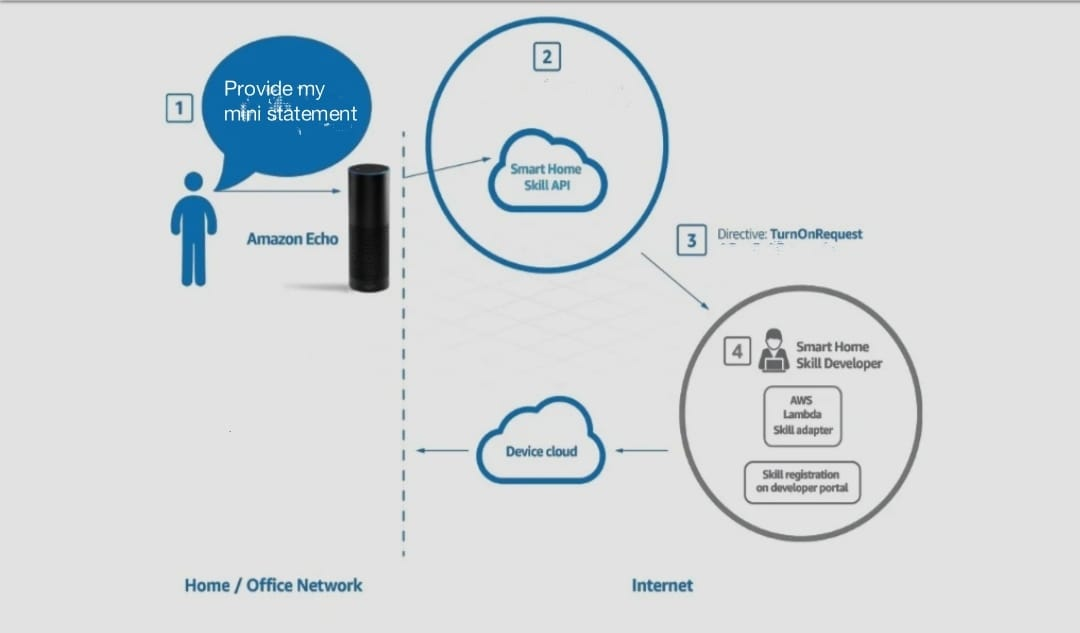 1
Provide my
mini statement
Amazon Echo
2
Smart Home
Skill API
3
Directive: TurnOnRequest
4
Smart Home
Skill Developer
AWS
Lambda
Skill adapter
Skill registration
on developer portal
Device cloud
Home / Office Network
Internet